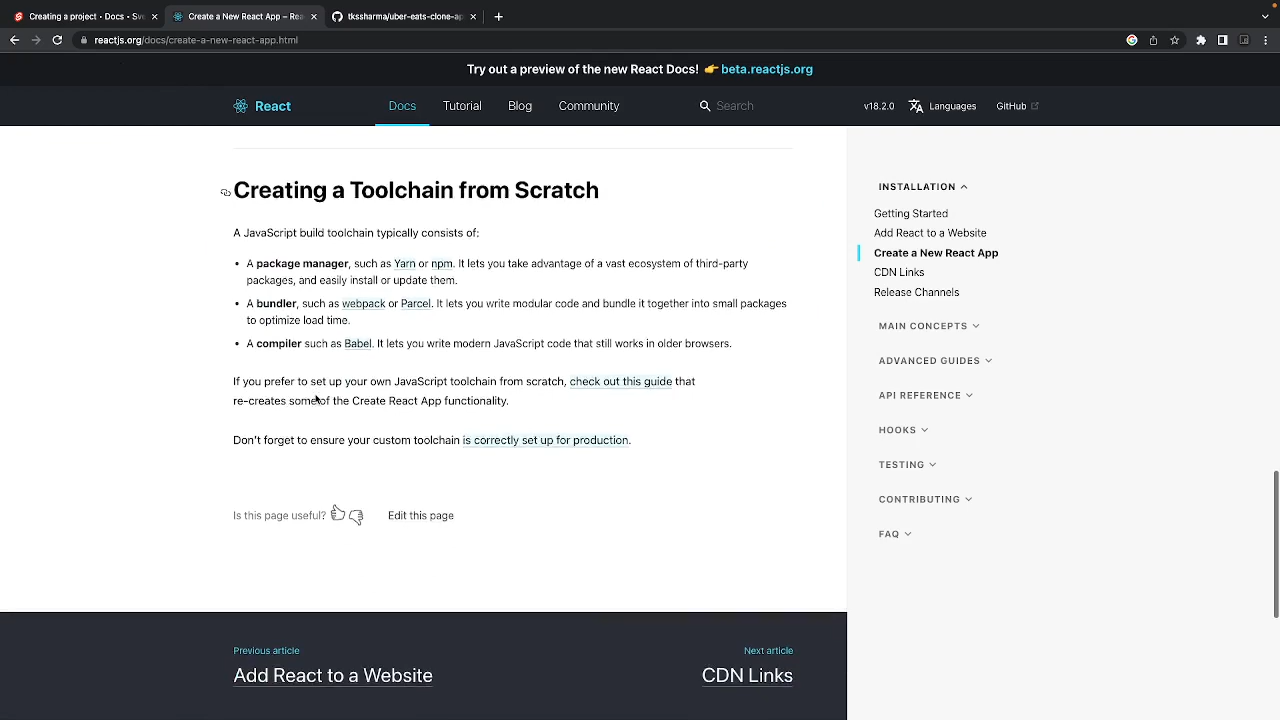 Creating a project • Docs • Sve
Create a New React App – Rea
tkssharma/uber-eats-clone-ap
reactjs.org/docs/create-a-new-react-app.html
Try out a preview of the new React Docs! 👉 beta.reactjs.org
React
Docs
Tutorial
Blog
Community
Search
v18.2.0
Languages
GitHub
Creating a Toolchain from Scratch
A JavaScript build toolchain typically consists of:
• A package manager, such as Yarn or npm. It lets you take advantage of a vast ecosystem of third-party
packages, and easily install or update them.
• A bundler, such as webpack or Parcel. It lets you write modular code and bundle it together into small packages
to optimize load time.
• A compiler such as Babel. It lets you write modern JavaScript code that still works in older browsers.
If you prefer to set up your own JavaScript toolchain from scratch, check out this guide that
re-creates some of the Create React App functionality.
Don't forget to ensure your custom toolchain is correctly set up for production.
Is this page useful?
Edit this page
Previous article
Add React to a Website
Next article
CDN Links
INSTALLATION
Getting Started
Add React to a Website
Create a New React App
CDN Links
Release Channels
MAIN CONCEPTS
ADVANCED GUIDES
API REFERENCE
HOOKS
TESTING
CONTRIBUTING
FAQ